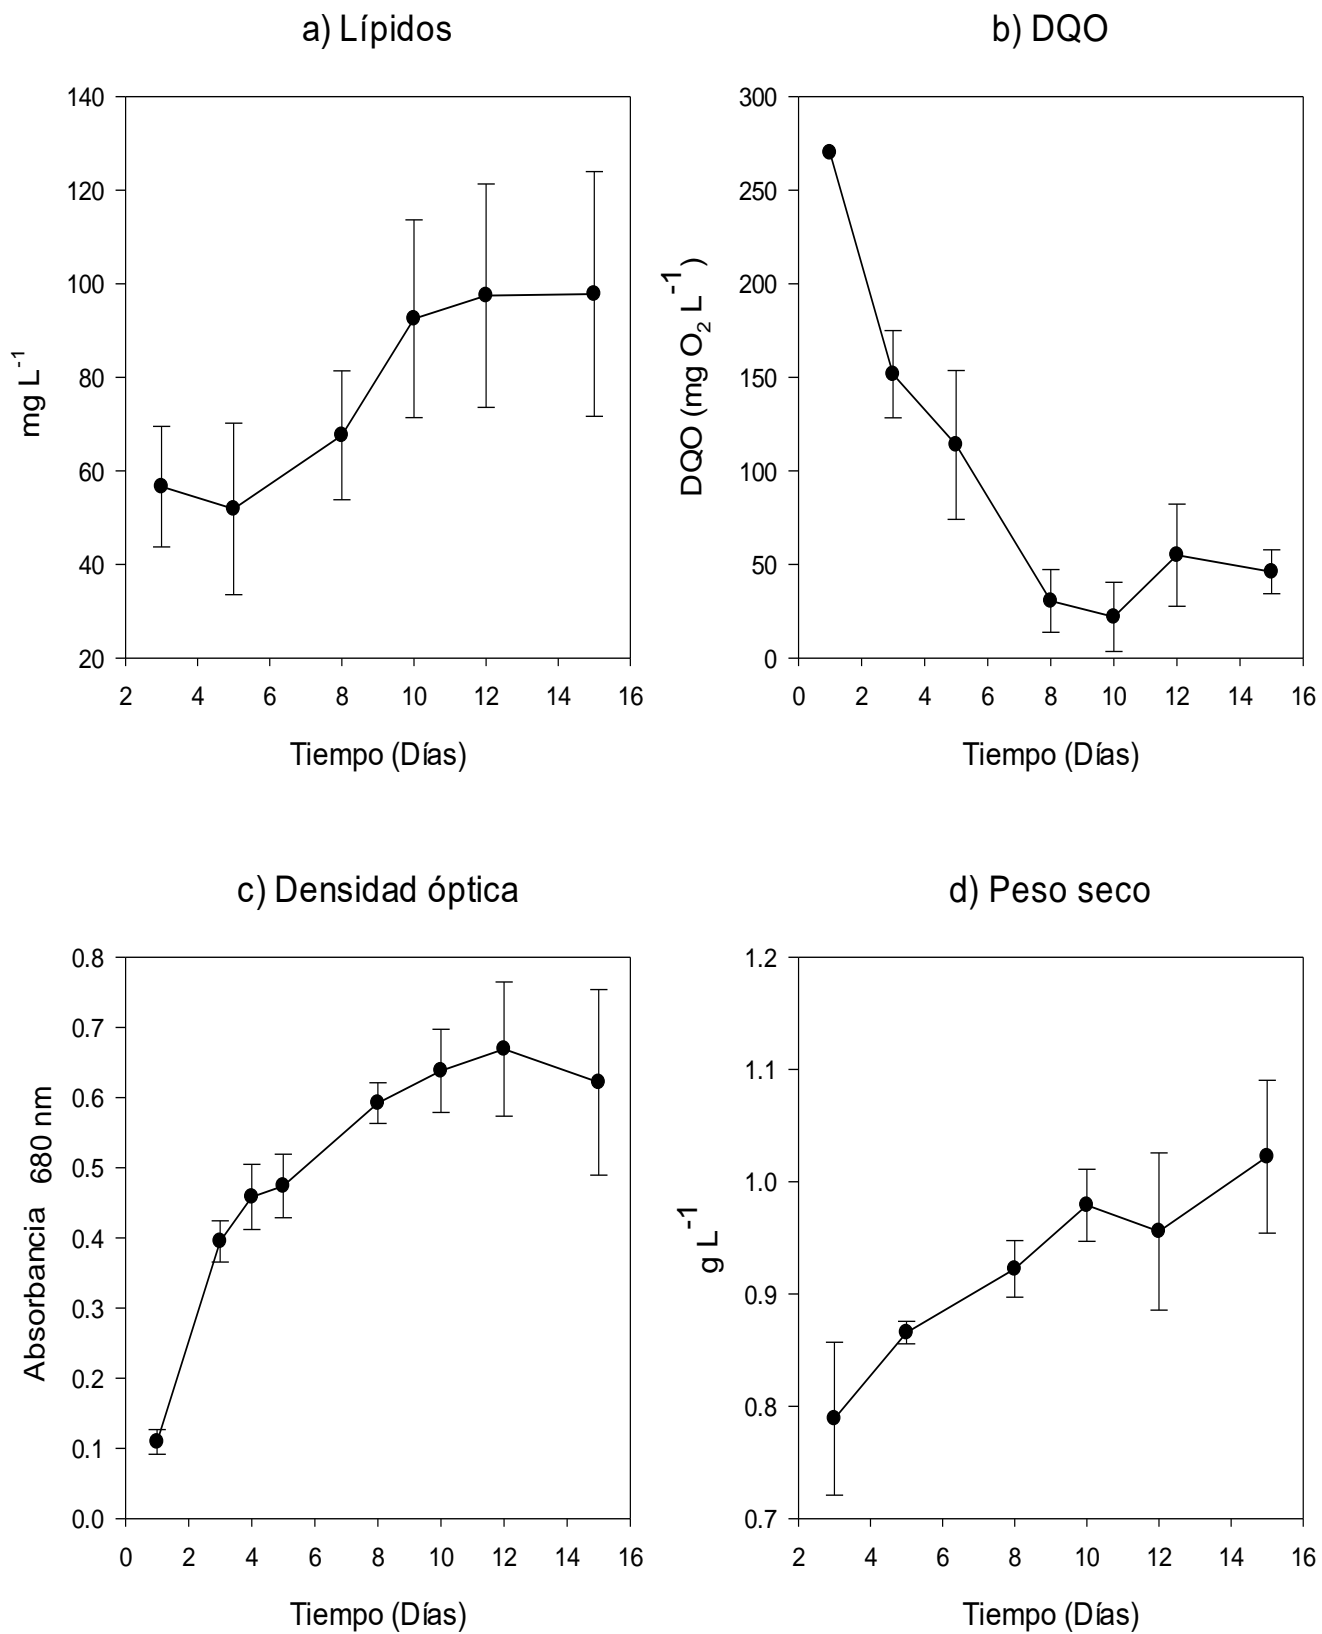 a) Lípidos
mg L-1
140
120
100
80
60
40
20
2 4 6 8 10 12 14 16
Tiempo (Días)
b) DQO
DQO (mg O2 L-1)
300
250
200
150
100
50
0
0 2 4 6 8 10 12 14 16
Tiempo (Días)
c) Densidad óptica
Absorbancia 680 nm
0.8
0.7
0.6
0.5
0.4
0.3
0.2
0.1
0.0
0 2 4 6 8 10 12 14 16
Tiempo (Días)
d) Peso seco
g L-1
1.2
1.1
1.0
0.9
0.8
0.7
2 4 6 8 10 12 14 16
Tiempo (Días)